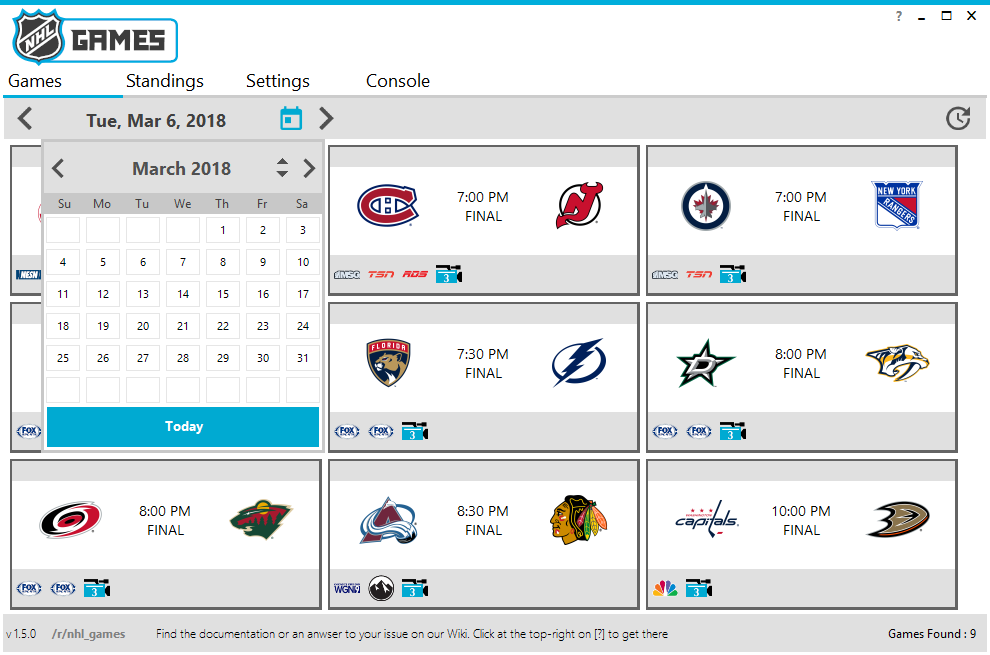 NHL GAMES
?
Games Standings Settings Console
Tue, Mar 6, 2018
March 2018
Su Mo Tu We Th Fr Sa
1 2 3
4 5 6 7 8 9 10
11 12 13 14 15 16 17
18 19 20 21 22 23 24
25 26 27 28 29 30 31
Today
7:00 PM
FINAL
NESN
MSG TSN RDS 3
7:00 PM
FINAL
NEW YORK
RANGERS
MSG TSN 3
FLORIDA
7:30 PM
FINAL
FOX
FOX FOX 3
8:00 PM
FINAL
FOX FOX 3
8:00 PM
FINAL
FOX FOX 3
8:30 PM
FINAL
WGN 3
capitals
10:00 PM
FINAL
3
v 1.5.0 /r/nhl_games Find the documentation or an anwser to your issue on our Wiki. Click at the top-right on [?] to get there Games Found : 9